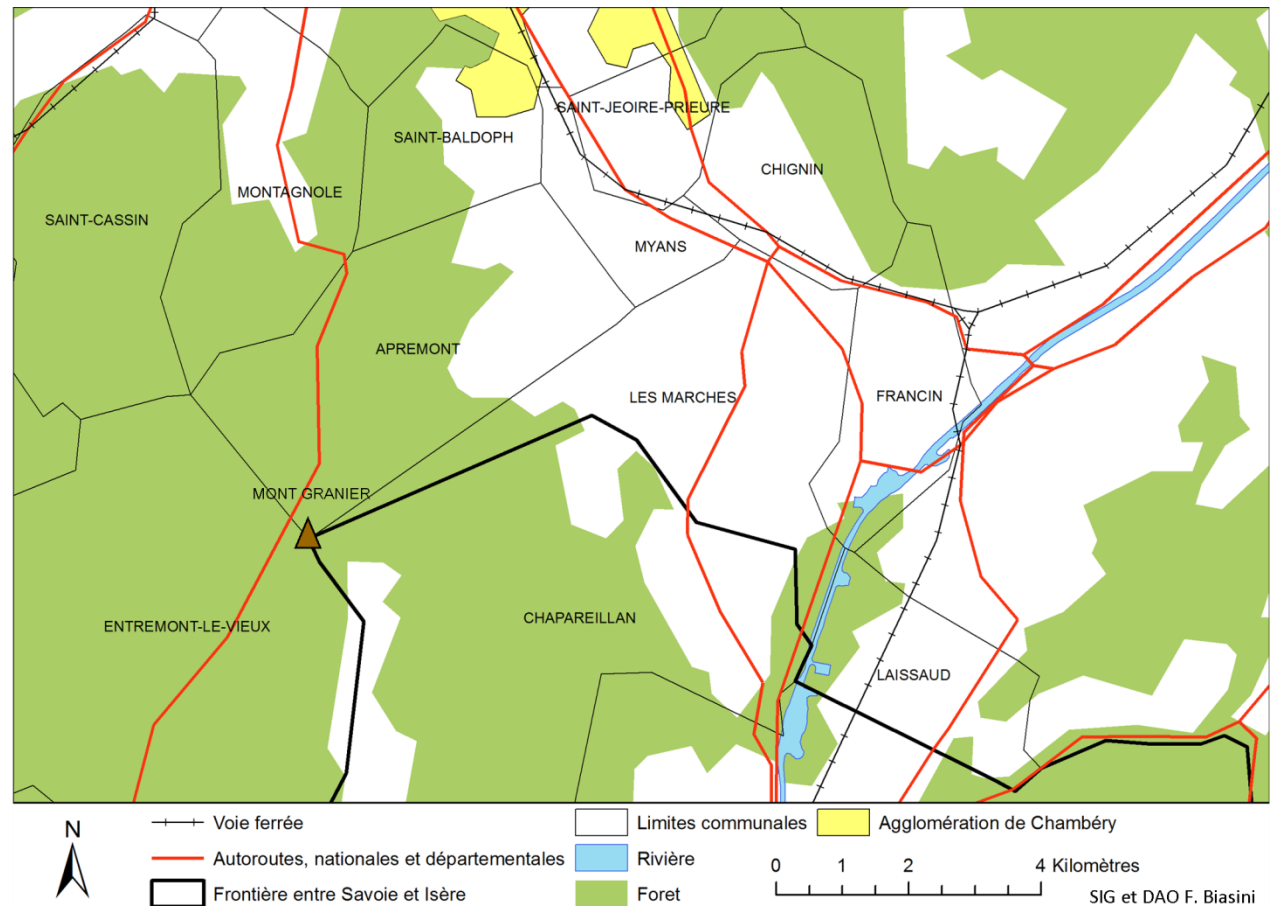 SAINT-JEOIRE-PRIEURE
SAINT-BALDOPH
CHIGNIN
MONTAGNOLE
SAINT-CASSIN
MYANS
APREMONT
LES MARCHES
FRANCIN
MONT GRANIER
CHAPAREILLAN
ENTREMONT-LE-VIEUX
LAISSAUD
N
Voie ferrée
Autoroutes, nationales et départementales
Frontière entre Savoie et Isère
Limites communales
Rivière
Foret
Agglomération de Chambéry
0 1 2 4 Kilomètres
SIG et DAO F. Biasini